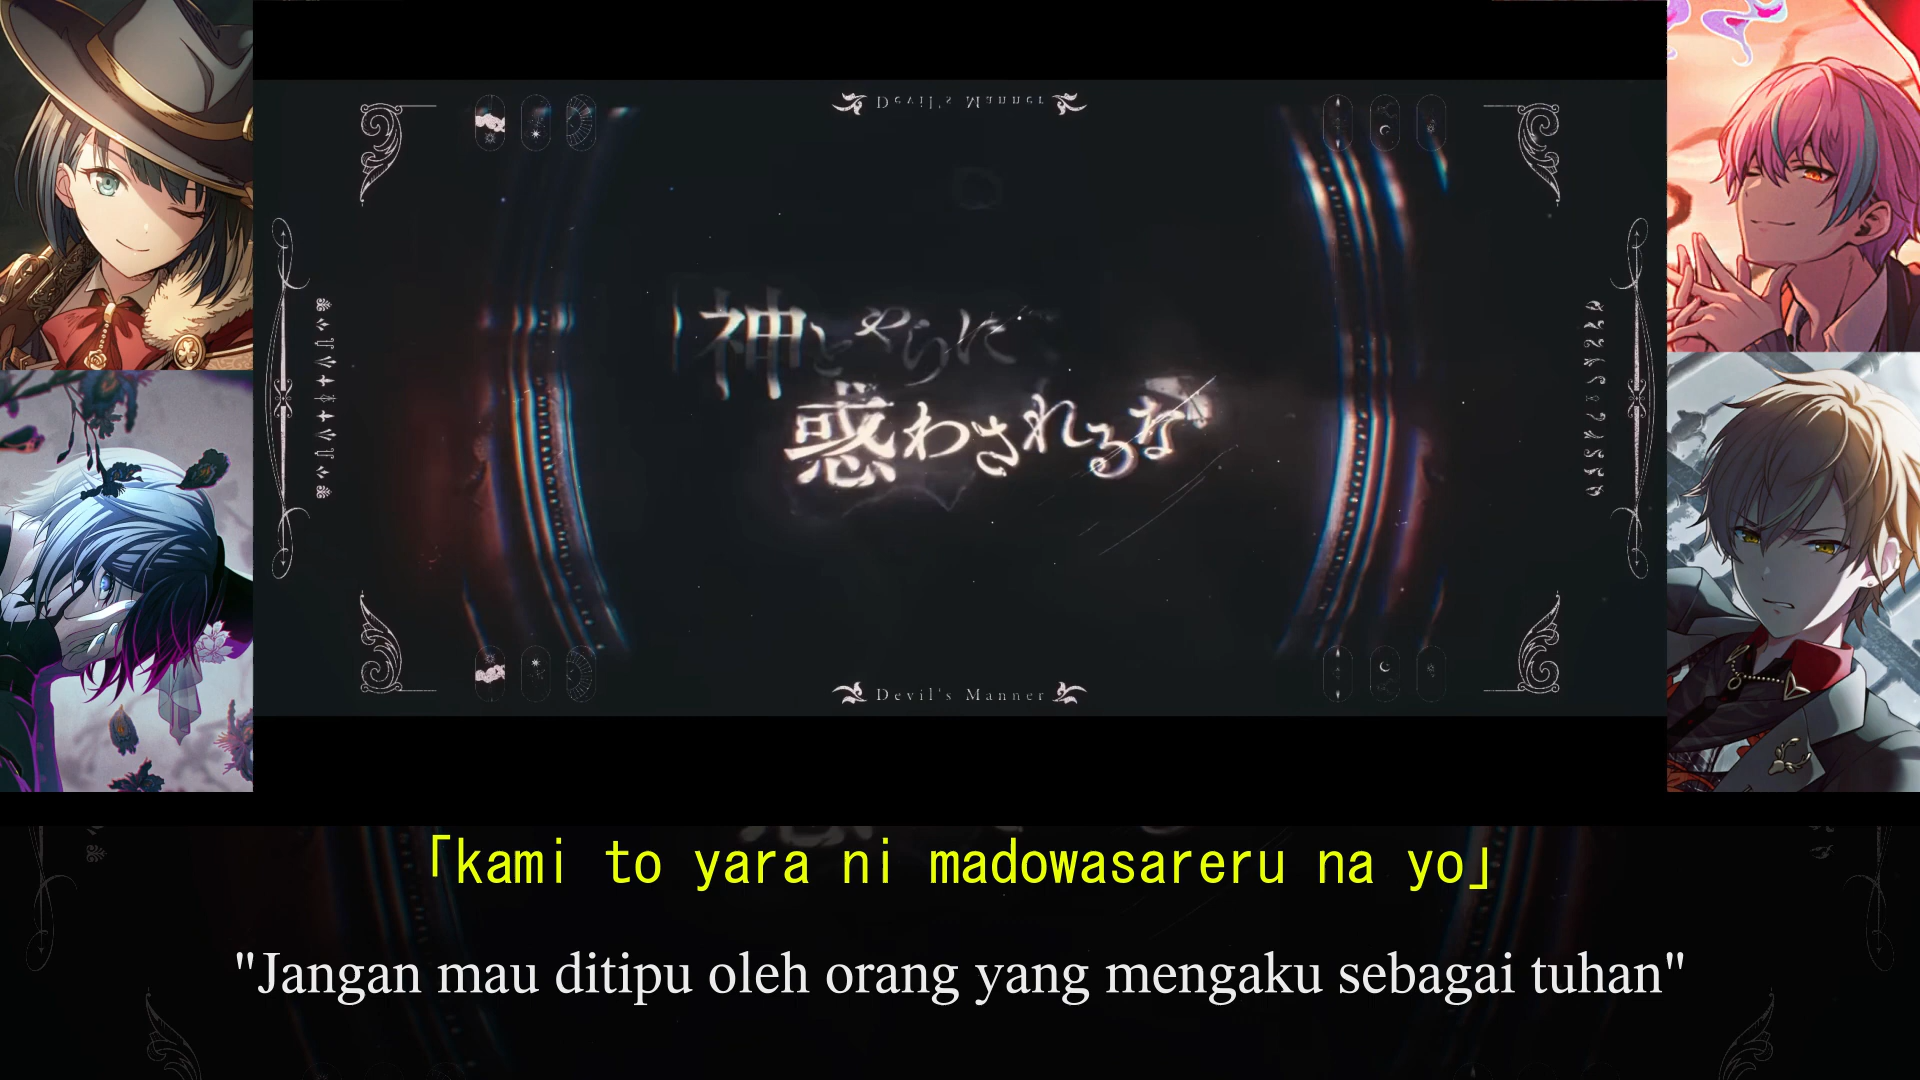 Devil's Manner
神とやらに
惑わされるな
Devil's Manner
「kami to yara ni madowasareru na yo」
"Jangan mau ditipu oleh orang yang mengaku sebagai tuhan"